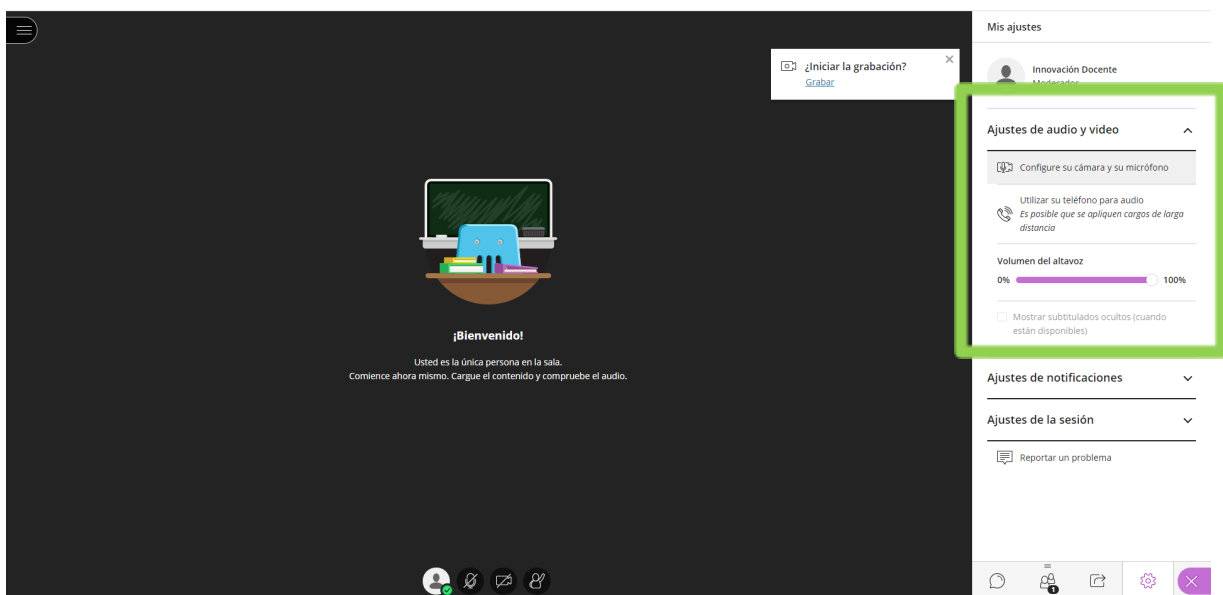 Mis ajustes
¿Iniciar la grabación?
Grabar
Innovación Docente
Moderador
Ajustes de audio y video
Configure su cámara y su micrófono
Utilizar su teléfono para audio
Es posible que se apliquen cargos de larga
distancia
Volumen del altavoz
0% 100%
Mostrar subtitulados ocultos (cuando
están disponibles)
¡Bienvenido!
Usted es la única persona en la sala.
Comience ahora mismo. Cargue el contenido y compruebe el audio.
Ajustes de notificaciones
Ajustes de la sesión
Reportar un problema
1